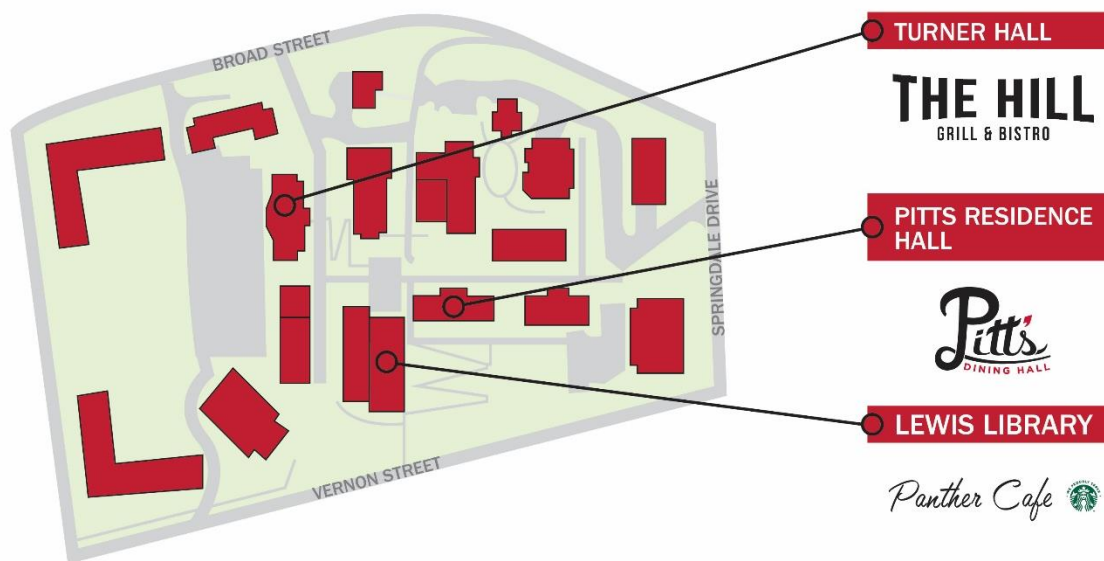 BROAD STREET
SPRINGDALE DRIVE
VERNON STREET
TURNER HALL
THE HILL
GRILL & BISTRO
PITTS RESIDENCE
HALL
Pitt's
DINING HALL
LEWIS LIBRARY
Panther Cafe